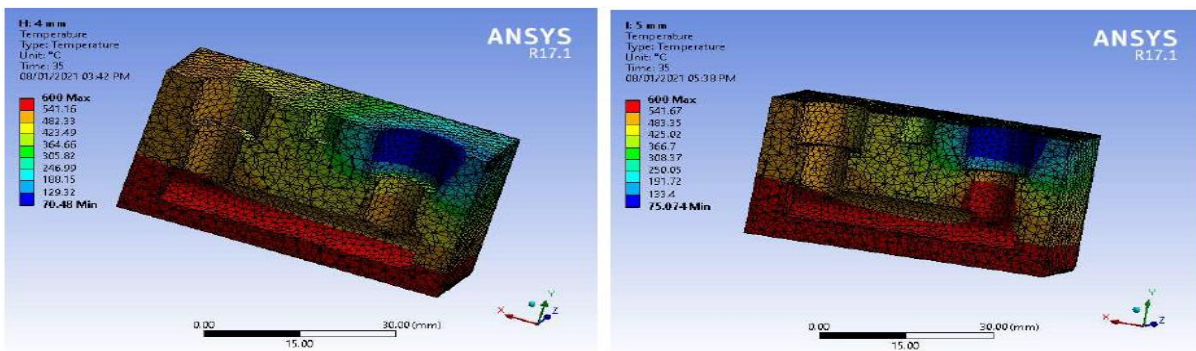 H: 4 mm
Temperature
Type: Temperature
Unit: °C
Time: 35
08/01/2021 03:42 PM
600 Max
541.16
482.33
423.49
364.66
305.82
246.99
188.15
129.32
70.48 Min
ANSYS
R17.1
0.00
30.00 (mm)
15.00
X
Y
Z
I: 5 mm
Temperature
Type: Temperature
Unit: °C
Time: 35
08/01/2021 05:38 PM
600 Max
541.67
483.35
425.02
366.7
308.37
250.05
191.72
133.4
75.074 Min
ANSYS
R17.1
0.00
30.00 (mm)
15.00
X
Y
Z